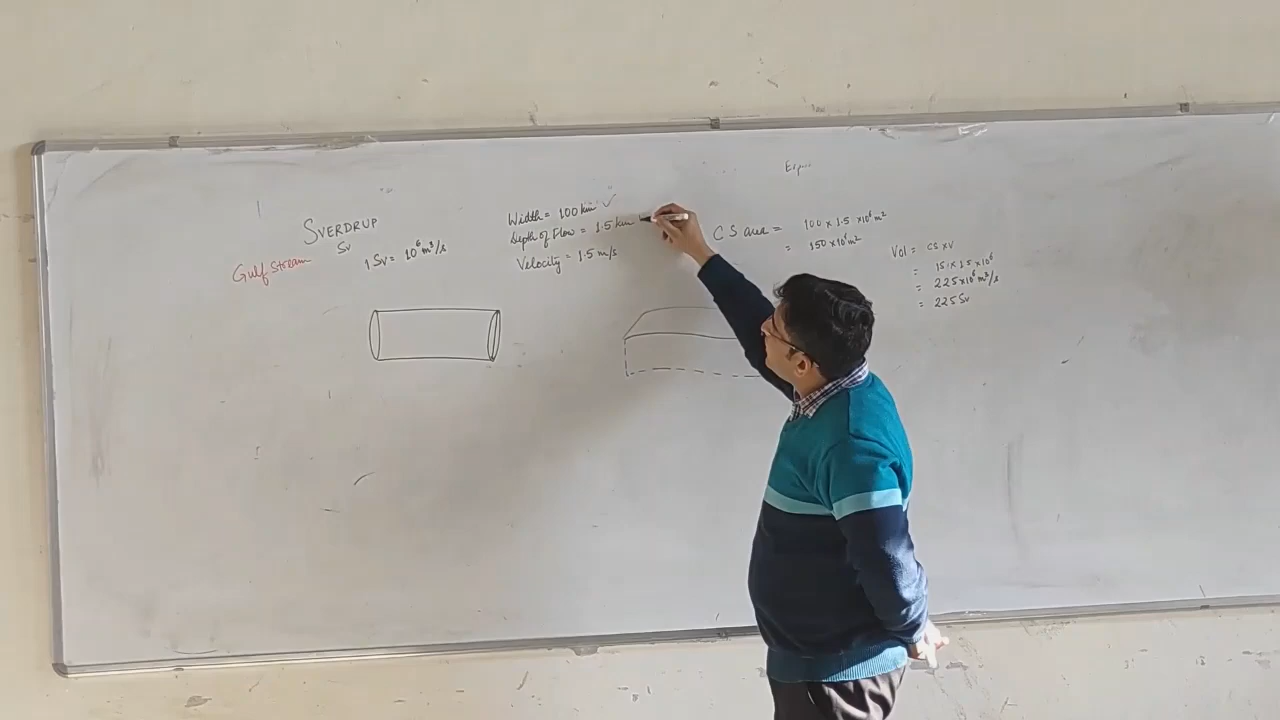 SVERDRUP
Sv
1 Sv = 10⁶ m³/s
Gulf Stream
Width = 100 km ✓
Depth of Flow = 1.5 km
Velocity = 1.5 m/s
C S area = 100 x 1.5 x10⁶ m²
= 150 x 10⁶ m²
Vol = CS x V
= 15. x 1.5 x 10⁶
= 225 x 10⁶ m³/s
= 225 Sv